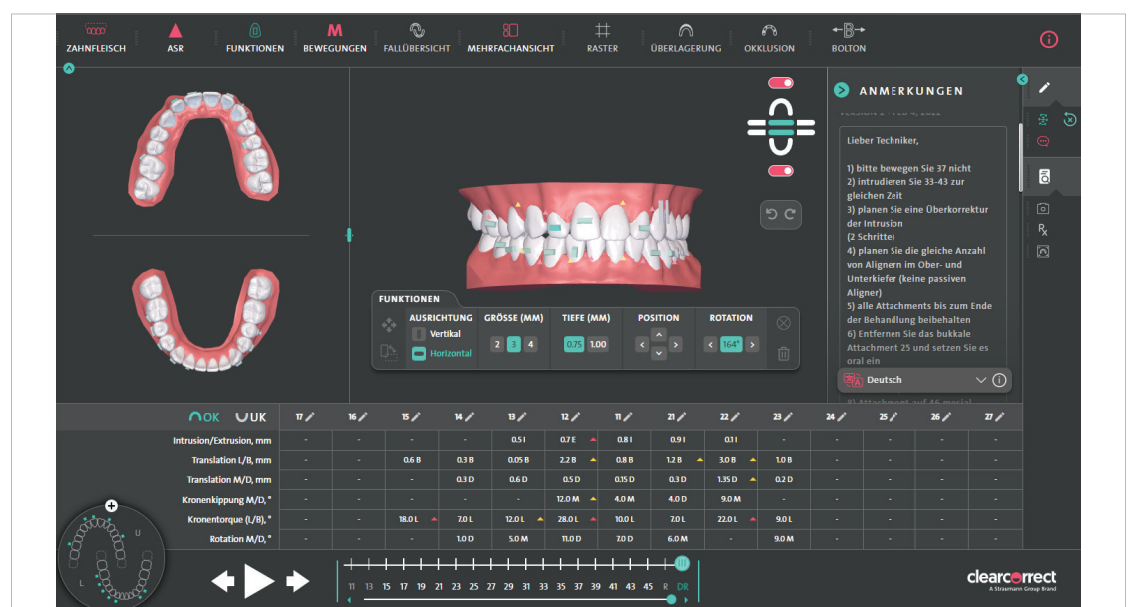 ZAHNFLEISCH ASR FUNKTIONEN BEWEGUNGEN FALLÜBERSICHT MEHRFACHANSICHT RASTER ÜBERLAGERUNG OKKLUSION BOLTON
ANMERKUNGEN
Lieber Techniker,
1) bitte bewegen Sie 37 nicht
2) intrudieren Sie 33-43 zur
gleichen Zeit
3) planen Sie eine Überkorrektur
der Intrusion
(2 Schritte)
4) planen Sie die gleiche Anzahl
von Alignern im Ober- und
Unterkiefer (keine passiven
Aligner)
5) alle Attachments bis zum Ende
der Behandlung beibehalten
6) Entfernen Sie das bukkale
Attachment 25 und setzen Sie es
oral ein
Deutsch
Rx
FUNKTIONEN
AUSRICHTUNG GRÖSSE (MM) TIEFE (MM) POSITION ROTATION
Vertikal
2 3 4 0.75 1.00 164°
Horizontal
OK UK 17 16 15 14 13 12 11 21 22 23 24 25 26 27
Intrusion/Extrusion, mm - - - - 0.5 I 0.7 E 0.8 I 0.9 I 0.1 I - - - - -
Translation L/B, mm - - 0.6 B 0.3 B 0.05 B 2.2 B 0.8 B 1.2 B 3.0 B 1.0 B - - - -
Translation M/D, mm - - - 0.3 D 0.6 D 0.5 D 0.15 D 0.3 D 1.35 D 0.2 D - - - -
Kronenkippung M/D, ° - - - - - 12.0 M 4.0 M 4.0 D 9.0 M - - - - -
Kronentorque (L/B), ° - - 18.0 L 7.0 L 12.0 L 28.0 L 10.0 L 7.0 L 22.0 L 9.0 L - - - -
Rotation M/D, ° - - - 1.0 D 5.0 M 11.0 D 7.0 D 6.0 M - 9.0 M - - - -
U
L
11 13 15 17 19 21 23 25 27 29 31 33 35 37 39 41 43 45 R DR
clearcorrect
A Straumann Group Brand